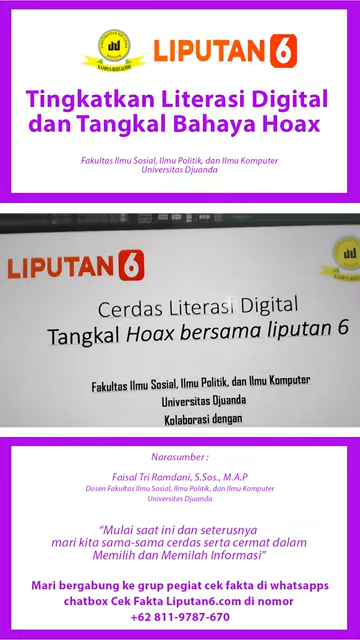 LIPUTAN 6
Tingkatkan Literasi Digital
dan Tangkal Bahaya Hoax
Fakultas Ilmu Sosial, Ilmu Politik, dan Ilmu Komputer
Universitas Djuanda
LIPUTAN 6
Cerdas Literasi Digital
Tangkal Hoax bersama liputan 6
Fakultas Ilmu Sosial, Ilmu Politik, dan Ilmu Komputer
Universitas Djuanda
Kolaborasi dengan
Narasumber :
Faisal Tri Ramdani, S.Sos., M.A.P
Dosen Fakultas Ilmu Sosial, Ilmu Politik, dan Ilmu Komputer
Universitas Djuanda
“Mulai saat ini dan seterusnya
mari kita sama-sama cerdas serta cermat dalam
Memilih dan Memilah Informasi”
Mari bergabung ke grup pegiat cek fakta di whatsapps
chatbox Cek Fakta Liputan6.com di nomor
+62 811-9787-670